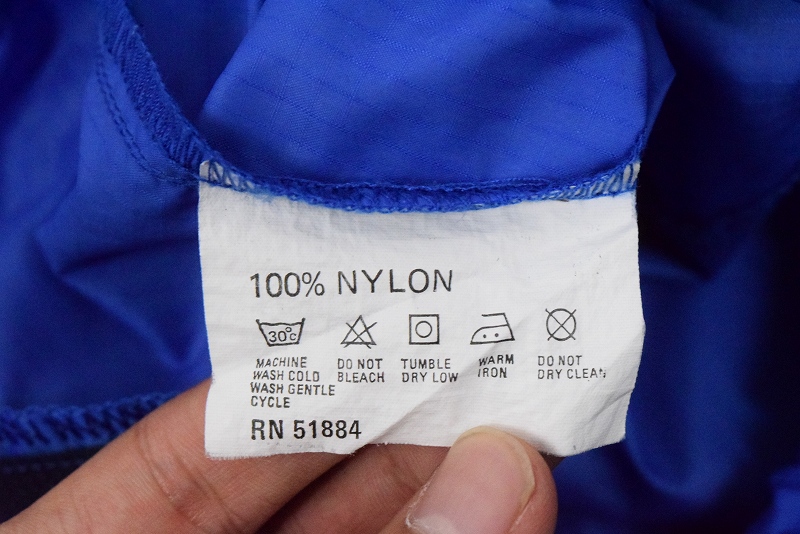 100% NYLON
30°C
MACHINE
WASH COLD
WASH GENTLE
CYCLE
DO NOT
BLEACH
TUMBLE
DRY LOW
WARM
IRON
DO NOT
DRY CLEAN
RN 51884